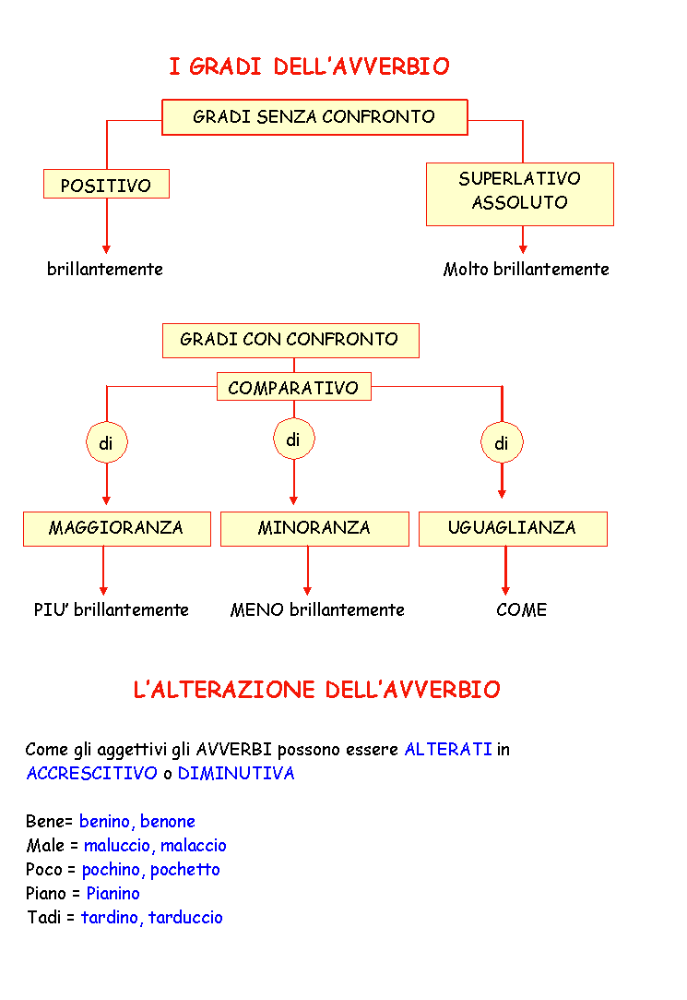 I GRADI DELL'AVVERBIO
GRADI SENZA CONFRONTO
POSITIVO
SUPERLATIVO
ASSOLUTO
brillantemente
Molto brillantemente
GRADI CON CONFRONTO
COMPARATIVO
di
di
di
MAGGIORANZA
MINORANZA
UGUAGLIANZA
PIU' brillantemente
MENO brillantemente
COME
L'ALTERAZIONE DELL'AVVERBIO
Come gli aggettivi gli AVVERBI possono essere ALTERATI in
ACCRESCITIVO o DIMINUTIVA
Bene= benino, benone
Male = maluccio, malaccio
Poco = pochino, pochetto
Piano = Pianino
Tadi = tardino, tarduccio